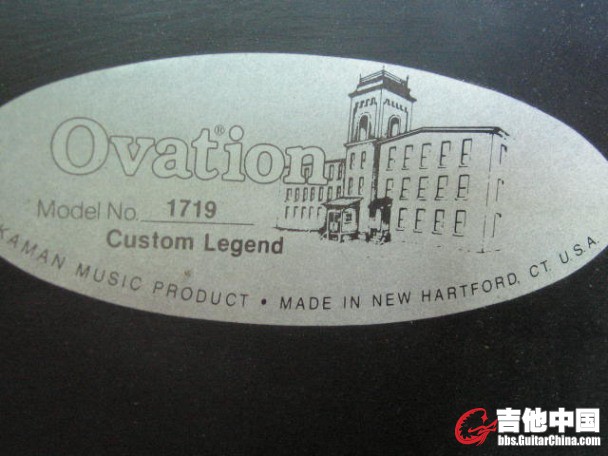 Ovation®
Model No. 1719
Custom Legend
KAMAN MUSIC PRODUCT • MADE IN NEW HARTFORD, CT. U.S.A.
吉他中国
bbs.GuitarChina.com